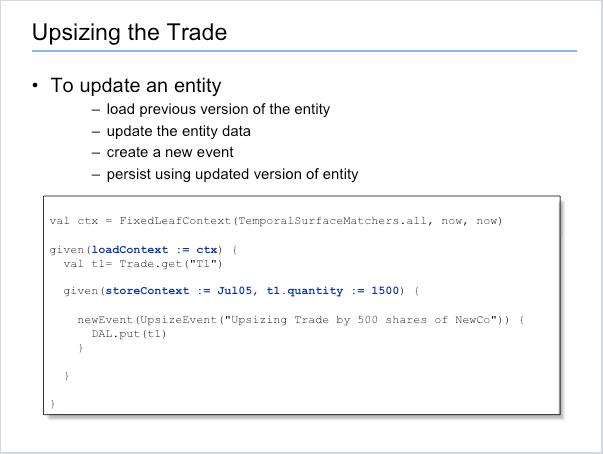 Upsizing the Trade
• To update an entity
– load previous version of the entity
– update the entity data
– create a new event
– persist using updated version of entity
val ctx = FixedLeafContext(TemporalSurfaceMatchers.all, now, now)
given(loadContext := ctx) {
val t1= Trade.get("T1")
given(storeContext := Jul05, t1.quantity := 1500) {
newEvent(UpsizeEvent("Upsizing Trade by 500 shares of NewCo")) {
DAL.put(t1)
}
}
}